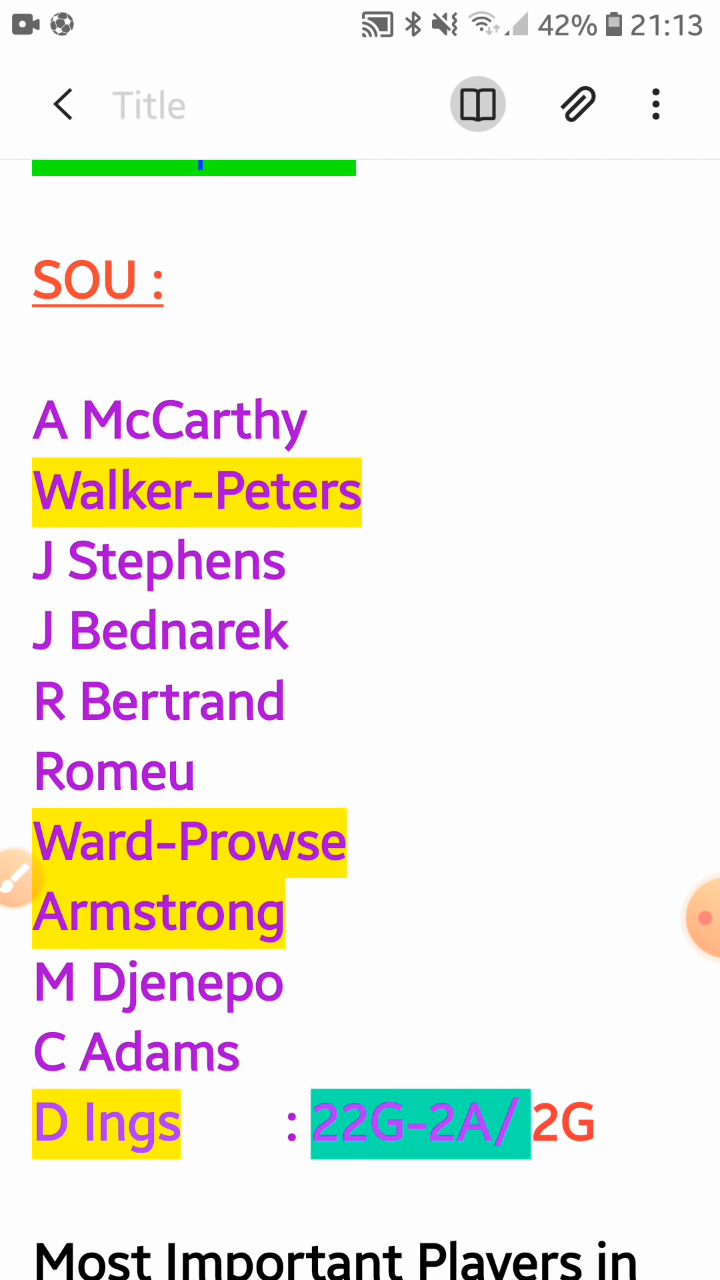 42% 21:13
Title
SOU :
A McCarthy
Walker-Peters
J Stephens
J Bednarek
R Bertrand
Romeu
Ward-Prowse
Armstrong
M Djenepo
C Adams
D Ings : 22G-2A/ 2G
Most Important Players in